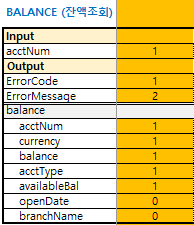 BALANCE (잔액조회)
Input
acctNum 1
Output
ErrorCode 1
ErrorMessage 2
balance
acctNum 1
currency 1
balance 1
acctType 1
availableBal 1
openDate 0
branchName 0